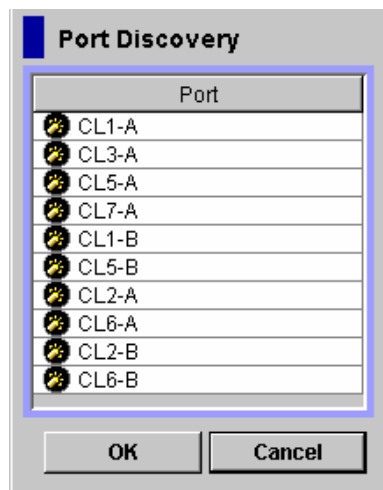 Port Discovery
Port
CL1-A
CL3-A
CL5-A
CL7-A
CL1-B
CL5-B
CL2-A
CL6-A
CL2-B
CL6-B
OK Cancel